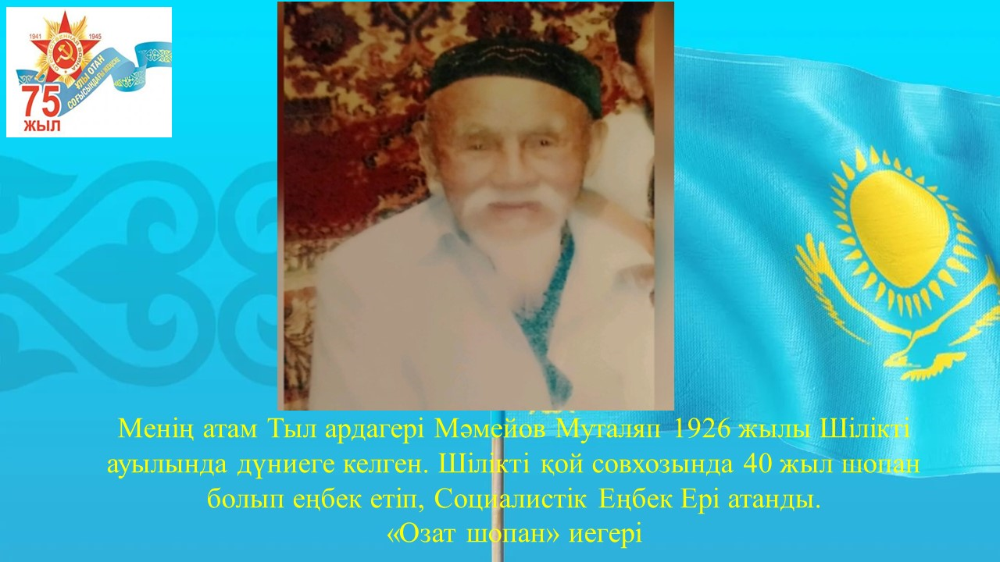 1941 1945
ҰЛЫ ОТАН
СОҒЫСЫНДАҒЫ ЖЕҢІСКЕ
75
ЖЫЛ
Менің атам Тыл ардагері Мәмейов Муталяп 1926 жылы Шілікті
ауылында дүниеге келген. Шілікті қой совхозында 40 жыл шопан
болып еңбек етіп, Социалистік Еңбек Ері атанды.
«Озат шопан» иегері